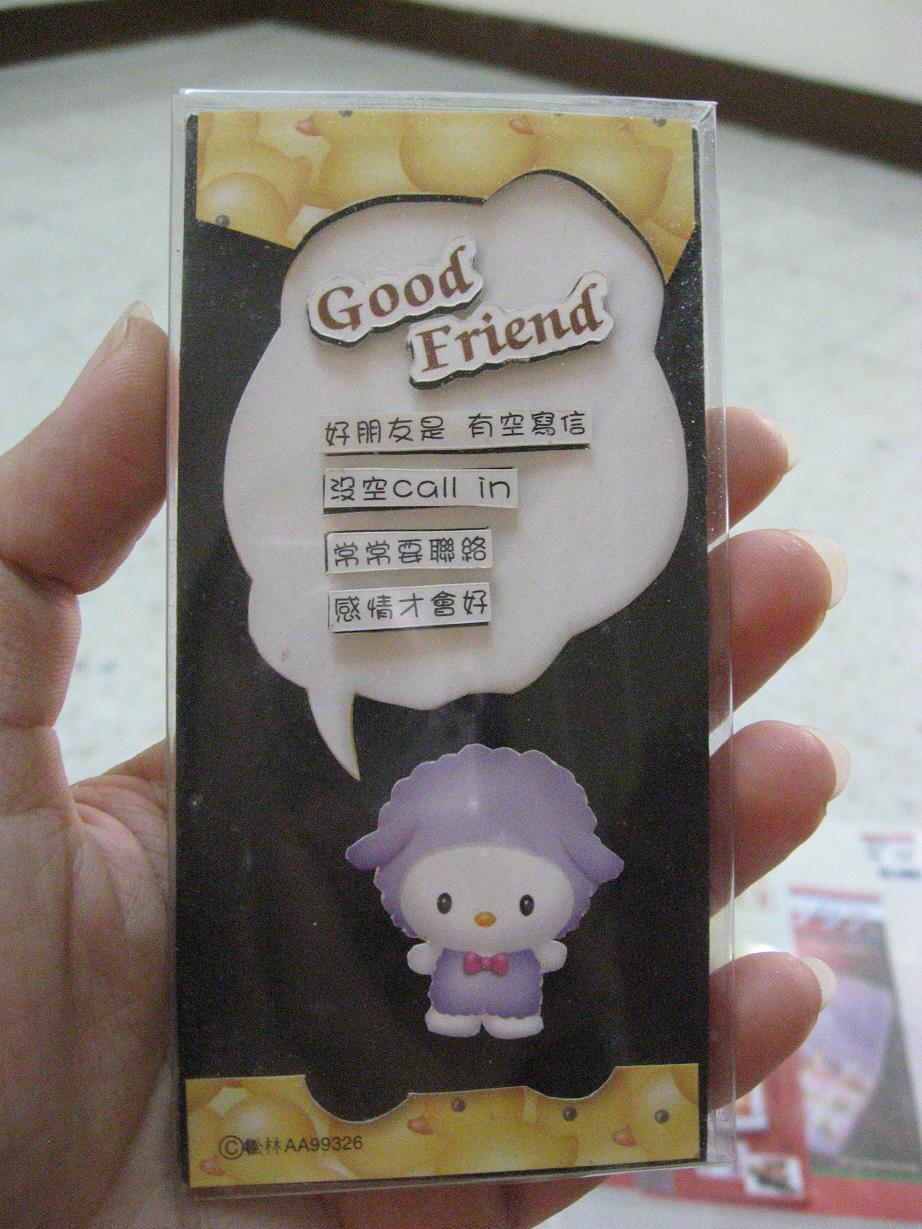 Good
Friend
好朋友是 有空寫信
沒空call in
常常要聯絡
感情才會好
©松林AA99326